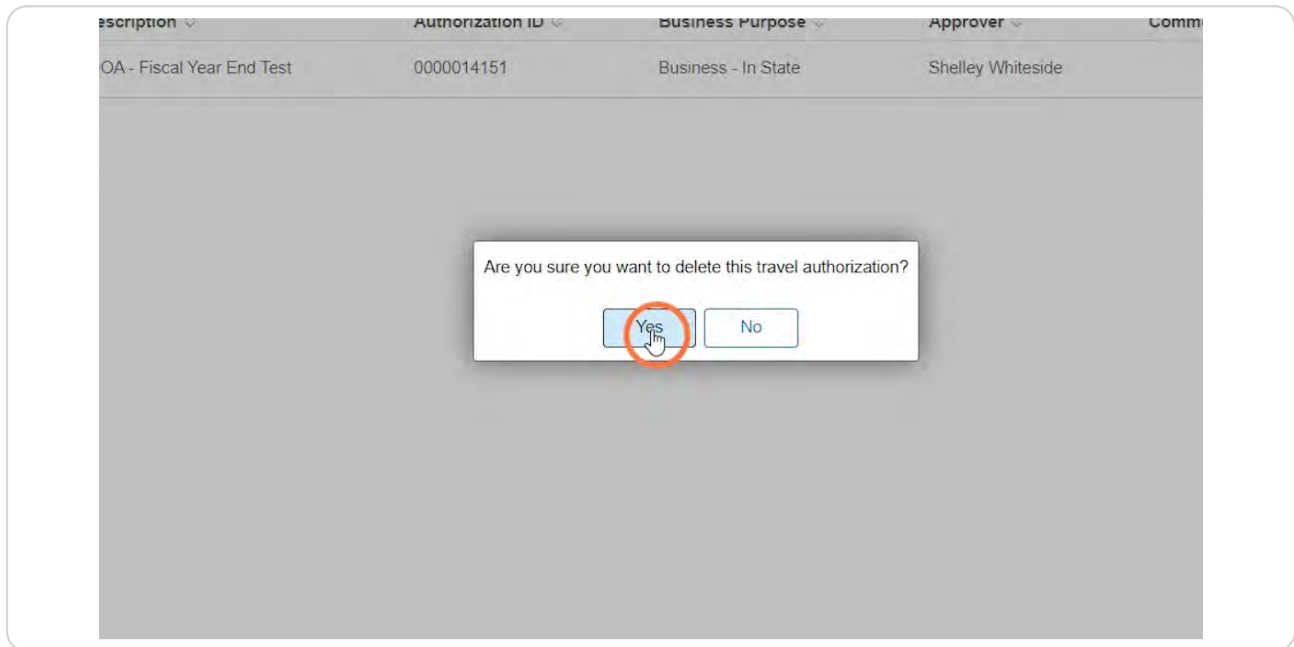 escription Authorization ID Business Purpose Approver Comm
OA - Fiscal Year End Test 0000014151 Business - In State Shelley Whiteside
Are you sure you want to delete this travel authorization?
Yes No